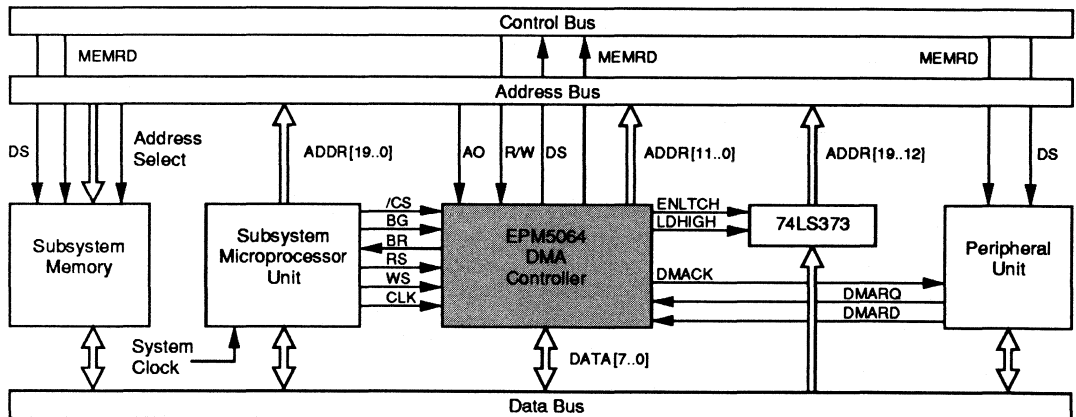 Control Bus
MEMRD
MEMRD
MEMRD
Address Bus
DS
Address
Select
ADDR[19..0]
AO
R/W
DS
ADDR[11..0]
ADDR[19..12]
DS
Subsystem
Memory
Subsystem
Microprocessor
Unit
/CS
BG
BR
RS
WS
CLK
EPM5064
DMA
Controller
ENLTCH
LDHIGH
74LS373
DMACK
DMARQ
DMARD
Peripheral
Unit
System
Clock
DATA[7..0]
Data Bus